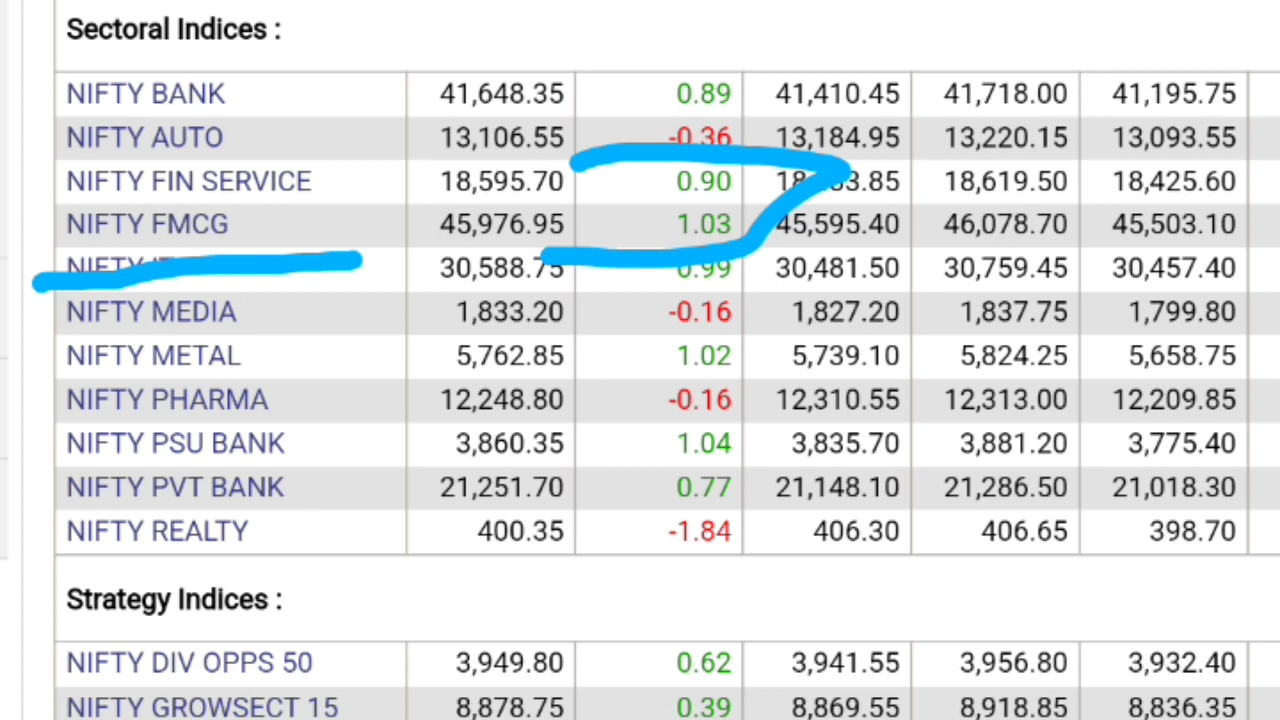 Sectoral Indices :
NIFTY BANK 41,648.35 0.89 41,410.45 41,718.00 41,195.75
NIFTY AUTO 13,106.55 -0.36 13,184.95 13,220.15 13,093.55
NIFTY FIN SERVICE 18,595.70 0.90 18,619.50 18,425.60
NIFTY FMCG 45,976.95 1.03 45,595.40 46,078.70 45,503.10
NIFTY 30,588.75 0.99 30,481.50 30,759.45 30,457.40
NIFTY MEDIA 1,833.20 -0.16 1,827.20 1,837.75 1,799.80
NIFTY METAL 5,762.85 1.02 5,739.10 5,824.25 5,658.75
NIFTY PHARMA 12,248.80 -0.16 12,310.55 12,313.00 12,209.85
NIFTY PSU BANK 3,860.35 1.04 3,835.70 3,881.20 3,775.40
NIFTY PVT BANK 21,251.70 0.77 21,148.10 21,286.50 21,018.30
NIFTY REALTY 400.35 -1.84 406.30 406.65 398.70
Strategy Indices :
NIFTY DIV OPPS 50 3,949.80 0.62 3,941.55 3,956.80 3,932.40
NIFTY GROWSECT 15 8,878.75 0.39 8,869.55 8,918.85 8,836.35